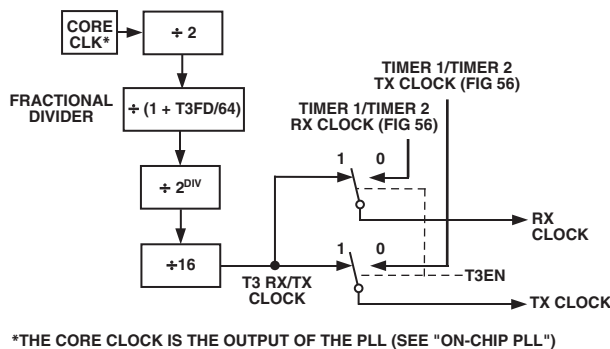 CORE
CLK*
÷ 2
TIMER 1/TIMER 2
TX CLOCK (FIG 56)
FRACTIONAL
DIVIDER
÷ (1 + T3FD/64)
TIMER 1/TIMER 2
RX CLOCK (FIG 56)
1 0
÷ 2DIV
RX
CLOCK
1 0
÷16
T3 RX/TX
CLOCK
T3EN
TX CLOCK
*THE CORE CLOCK IS THE OUTPUT OF THE PLL (SEE "ON-CHIP PLL")